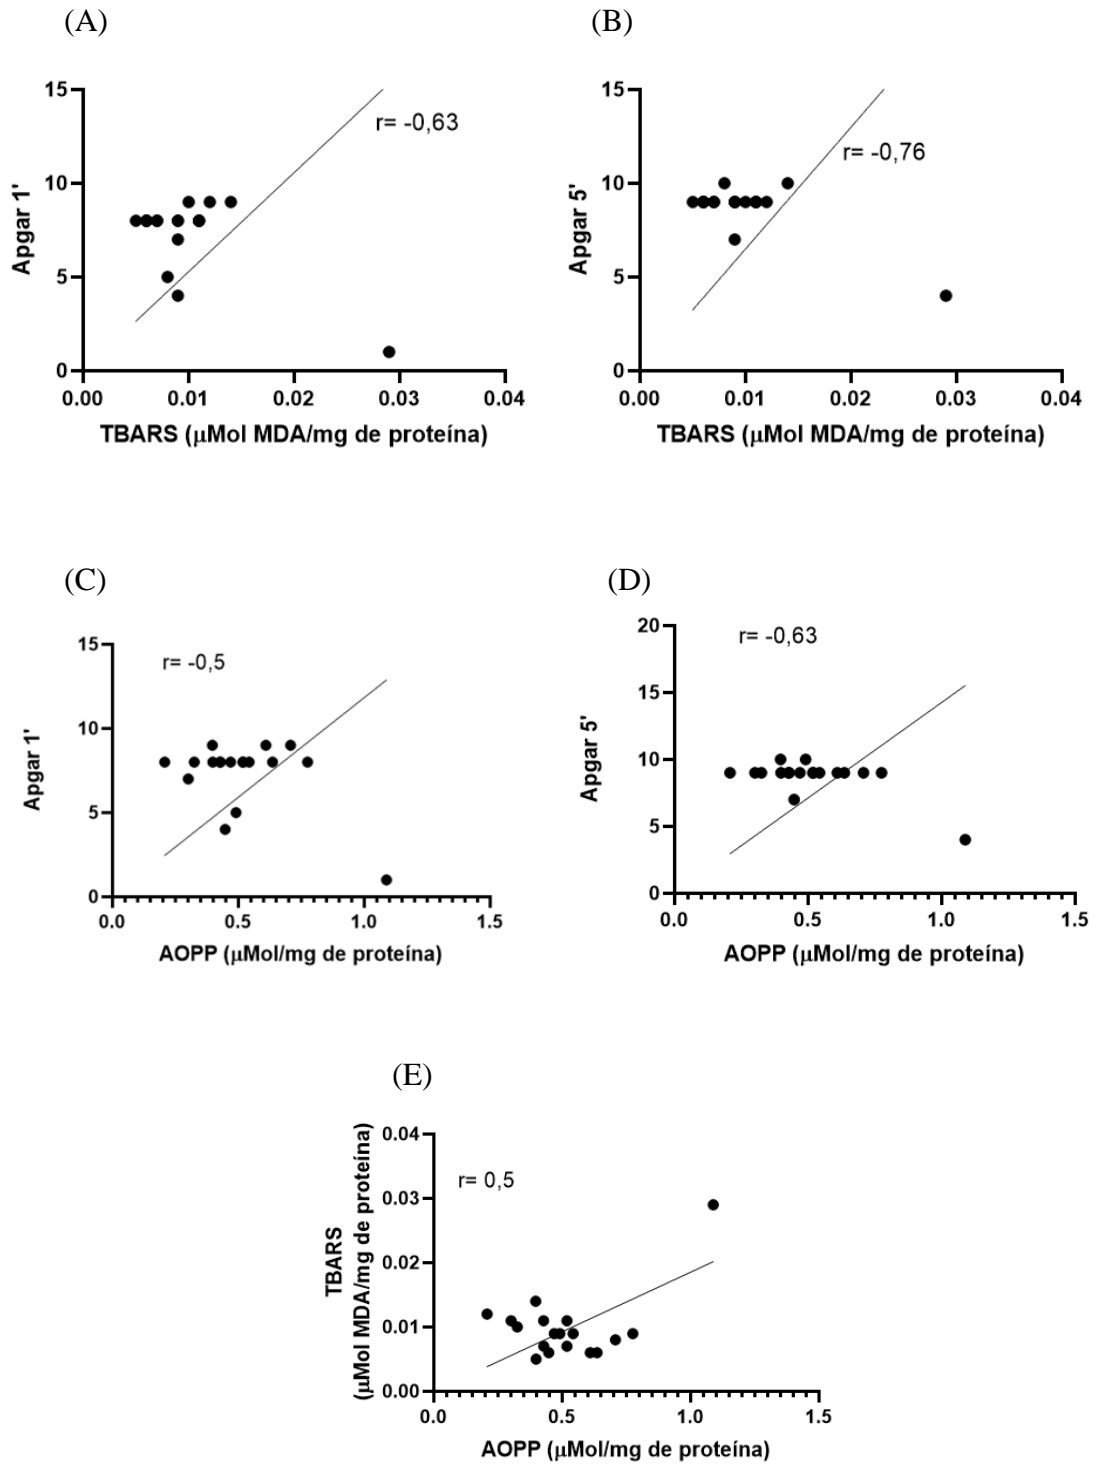 (A)
(B)
15
10
5
0
Apgar 1'
r= -0,63
0.00 0.01 0.02 0.03 0.04
TBARS (μMol MDA/mg de proteína)
15
10
5
0
Apgar 5'
r= -0,76
0.00 0.01 0.02 0.03 0.04
TBARS (μMol MDA/mg de proteína)
(C)
(D)
15
10
5
0
Apgar 1'
r= -0,5
0.0 0.5 1.0 1.5
AOPP (μMol/mg de proteína)
20
15
10
5
0
Apgar 5'
r= -0,63
0.0 0.5 1.0 1.5
AOPP (μMol/mg de proteína)
(E)
0.04
0.03
0.02
0.01
0.00
TBARS
(μMol MDA/mg de proteína)
r= 0,5
0.0 0.5 1.0 1.5
AOPP (μMol/mg de proteína)